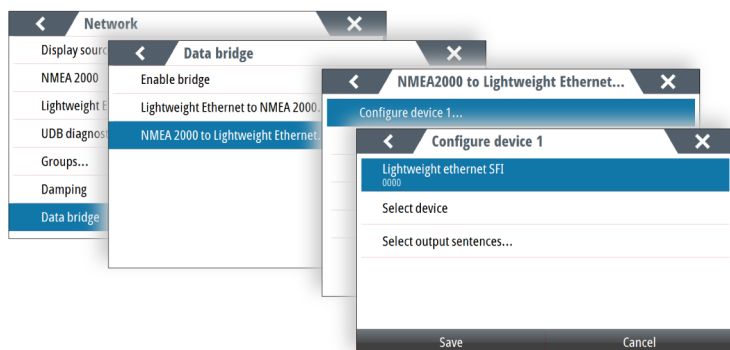 Network
Display sourc
NMEA 2000
Lightweight E
UDB diagnost
Groups...
Damping
Data bridge
Data bridge
Enable bridge
Lightweight Ethernet to NMEA 2000.
NMEA 2000 to Lightweight Ethernet.
NMEA2000 to Lightweight Ethernet...
Configure device 1...
Configure device 1
Lightweight ethernet SFI
0000
Select device
Select output sentences...
Save Cancel